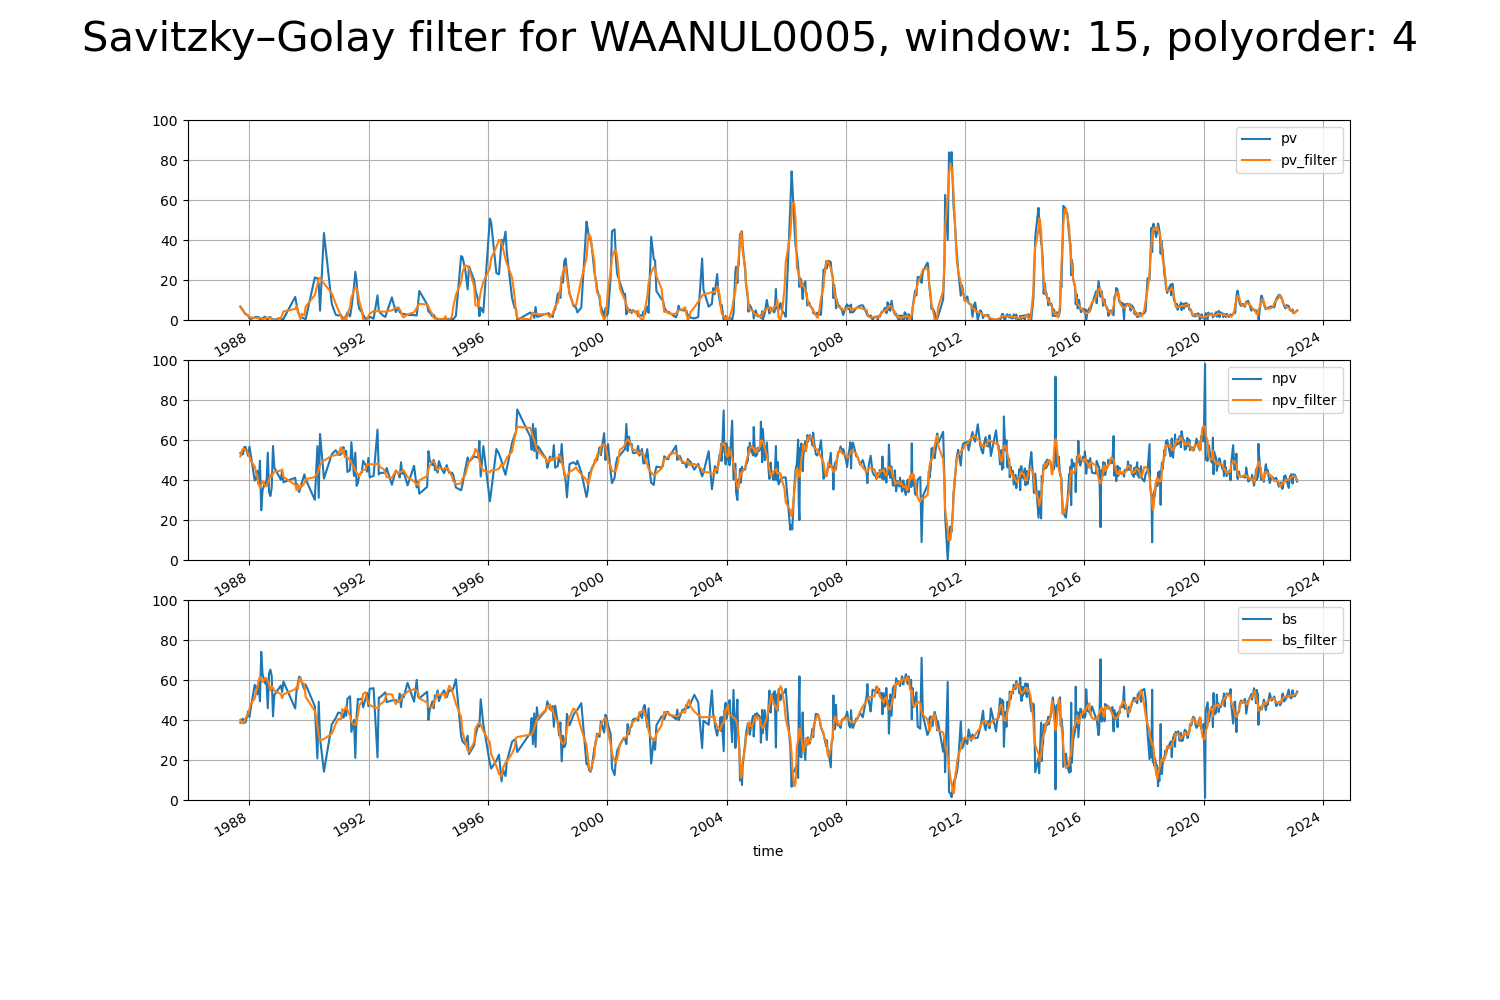 Savitzky–Golay filter for WAANUL0005, window: 15, polyorder: 4
100
80
60
40
20
0
pv
pv_filter
1988 1992 1996 2000 2004 2008 2012 2016 2020 2024
100
80
60
40
20
0
npv
npv_filter
1988 1992 1996 2000 2004 2008 2012 2016 2020 2024
100
80
60
40
20
0
bs
bs_filter
1988 1992 1996 2000 2004 2008 2012 2016 2020 2024
time